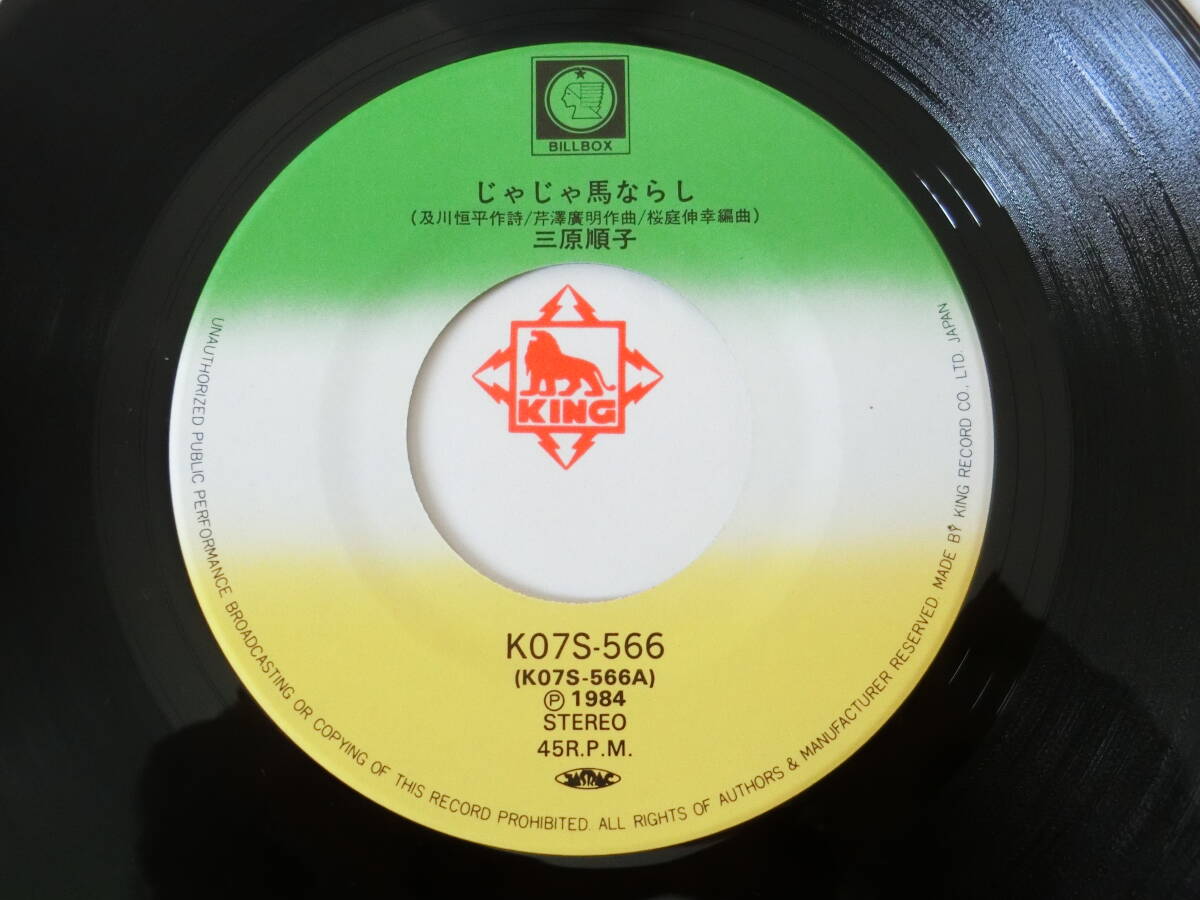 BILLBOX
じゃじゃ馬ならし
(及川恒平作詩/芹澤廣明作曲/桜庭伸幸編曲)
三原順子
KING
K07S-566
(K07S-566A)
Ⓟ 1984
STEREO
45R.P.M.
JASRAC
UNAUTHORIZED PUBLIC PERFORMANCE BROADCASTING OR COPYING OF THIS RECORD PROHIBITED. ALL RIGHTS OF AUTHORS & MANUFACTURER RESERVED MADE BY KING RECORD CO., LTD. JAPAN